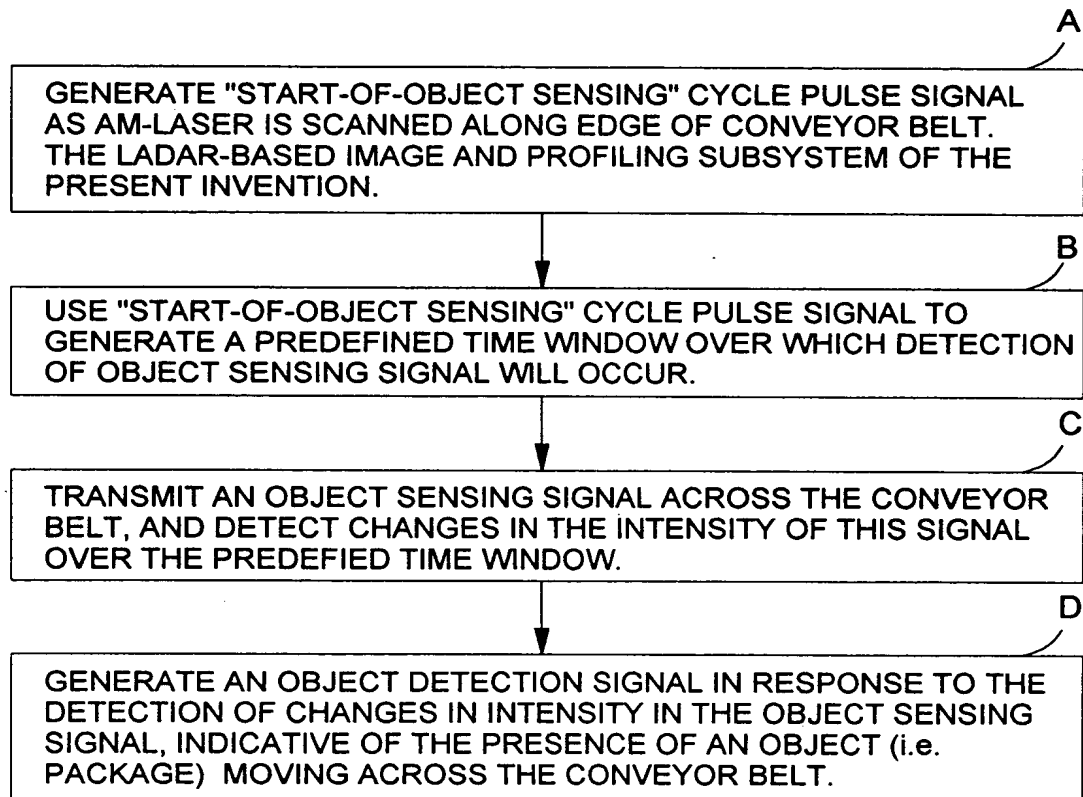 A
GENERATE "START-OF-OBJECT SENSING" CYCLE PULSE SIGNAL
AS AM-LASER IS SCANNED ALONG EDGE OF CONVEYOR BELT.
THE LADAR-BASED IMAGE AND PROFILING SUBSYSTEM OF THE
PRESENT INVENTION.
B
USE "START-OF-OBJECT SENSING" CYCLE PULSE SIGNAL TO
GENERATE A PREDEFINED TIME WINDOW OVER WHICH DETECTION
OF OBJECT SENSING SIGNAL WILL OCCUR.
C
TRANSMIT AN OBJECT SENSING SIGNAL ACROSS THE CONVEYOR
BELT, AND DETECT CHANGES IN THE INTENSITY OF THIS SIGNAL
OVER THE PREDEFIED TIME WINDOW.
D
GENERATE AN OBJECT DETECTION SIGNAL IN RESPONSE TO THE
DETECTION OF CHANGES IN INTENSITY IN THE OBJECT SENSING
SIGNAL, INDICATIVE OF THE PRESENCE OF AN OBJECT (i.e.
PACKAGE) MOVING ACROSS THE CONVEYOR BELT.